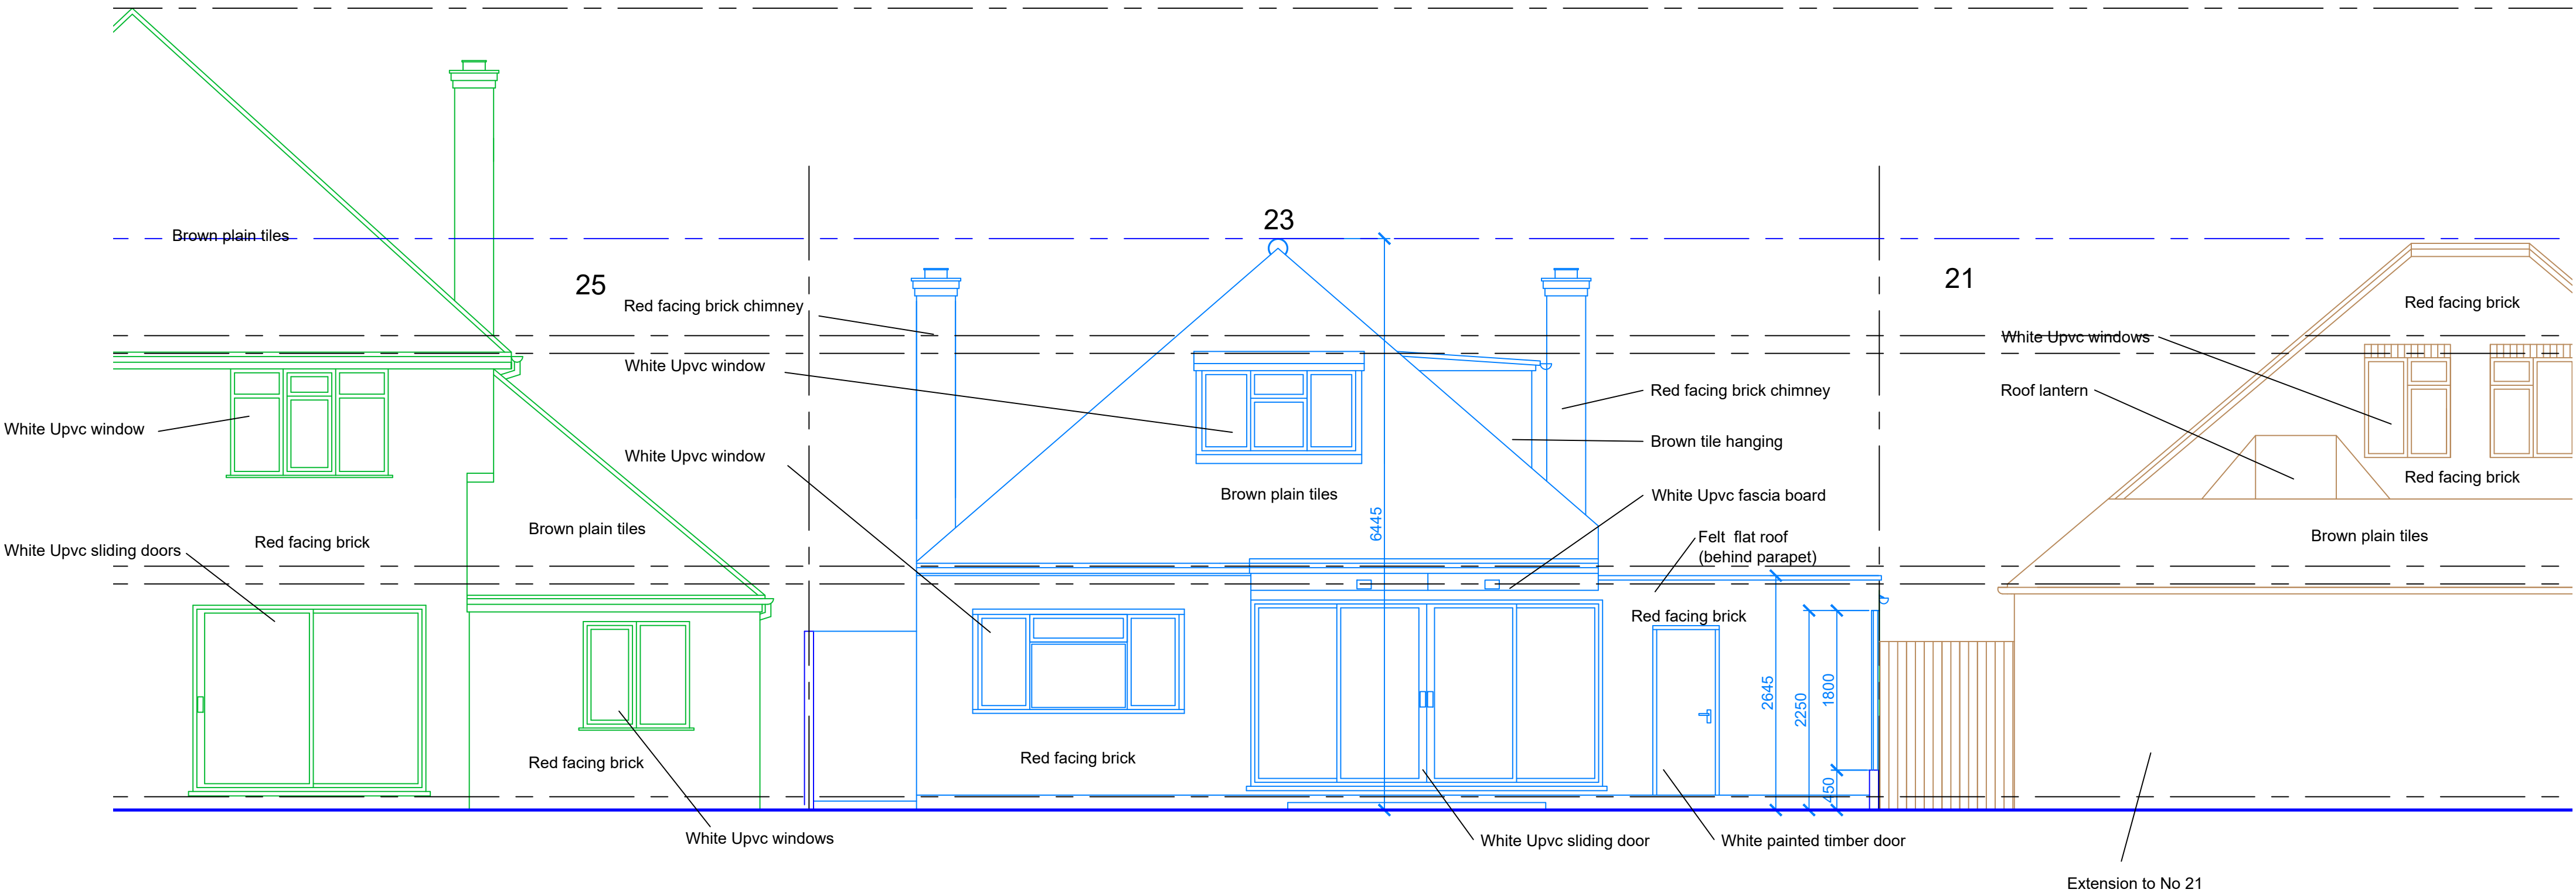 23
Brown plain tiles
25
21
Red facing brick chimney
Red facing brick
White Upvc windows
White Upvc window
Red facing brick chimney
Roof lantern
White Upvc window
Brown tile hanging
White Upvc window
Red facing brick
Brown plain tiles
White Upvc fascia board
6445
Brown plain tiles
Felt flat roof
(behind parapet)
Brown plain tiles
Red facing brick
White Upvc sliding doors
Red facing brick
2645
2250
1800
450
Red facing brick
Red facing brick
White Upvc windows
White Upvc sliding door
White painted timber door
Extension to No 21